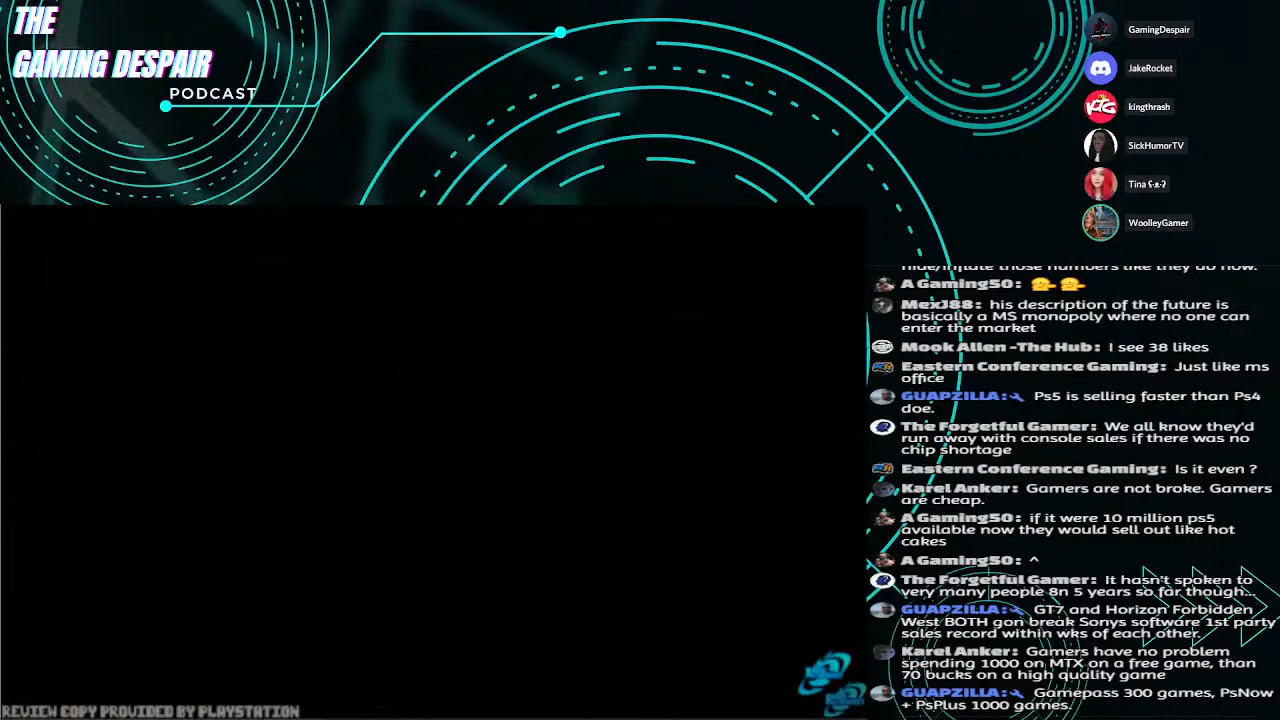 THE
GAMING DESPAIR
PODCAST
GamingDespair
JakeRocket
KTG kingthrash
SickHumorTV
Tina ʕ·ᴥ·ʔ
WoolleyGamer
hide/inflate those numbers like they do now.
A Gaming50:
MexJ88: his description of the future is
basically a MS monopoly where no one can
enter the market
Mook Allen -The Hub: I see 38 likes
Eastern Conference Gaming: Just like ms
office
GUAPZILLA: Ps5 is selling faster than Ps4
doe.
The Forgetful Gamer: We all know they'd
run away with console sales if there was no
chip shortage
Eastern Conference Gaming: Is it even ?
Karel Anker: Gamers are not broke. Gamers
are cheap.
A Gaming50: if it were 10 million ps5
available now they would sell out like hot
cakes
A Gaming50: ^
The Forgetful Gamer: It hasn't spoken to
very many people 8n 5 years so far though...
GUAPZILLA: GT7 and Horizon Forbidden
West BOTH gon break Sonys software 1st party
sales record within wks of each other.
Karel Anker: Gamers have no problem
spending 1000 on MTX on a free game, than
70 bucks on a high quality game
GUAPZILLA: Gamepass 300 games, PsNow
+ PsPlus 1000 games.
REVIEW COPY PROVIDED BY PLAYSTATION